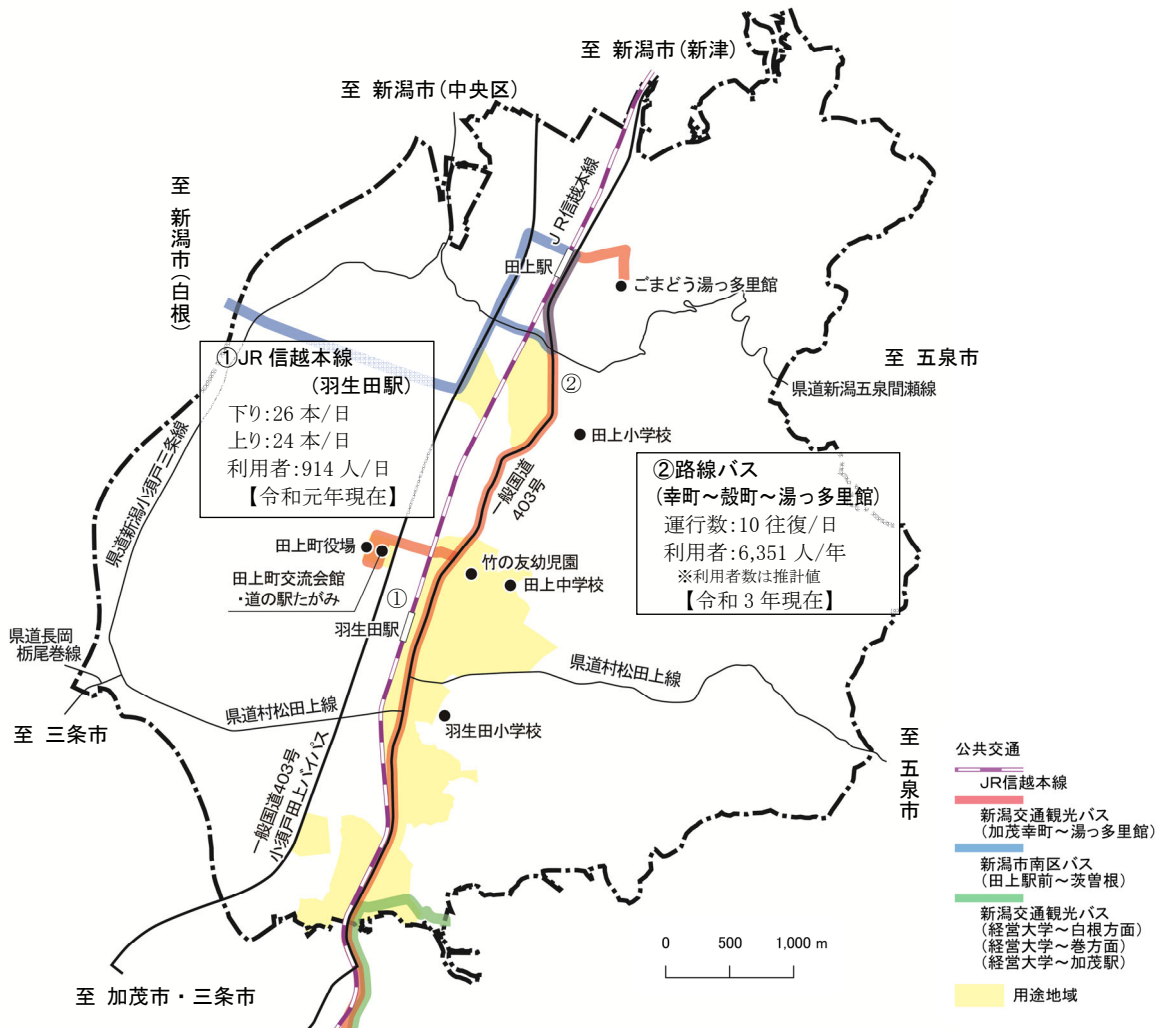 至 新潟市(新津)
至 新潟市(中央区)
至 新潟市(白根)
JR信越本線
田上駅
ごまどう湯っ多里館
至 五泉市
県道新潟五泉間瀬線
①JR 信越本線
(羽生田駅)
下り:26 本/日
上り:24 本/日
利用者:914 人/日
【令和元年現在】
②
田上小学校
一般国道
403号
②路線バス
(幸町~殻町~湯っ多里館)
運行数:10 往復/日
利用者:6,351 人/年
※利用者数は推計値
【令和 3 年現在】
県道新潟小須戸三条線
田上町役場
田上町交流会館
・道の駅たがみ
竹の友幼児園
田上中学校
①
羽生田駅
県道長岡
栃尾巻線
県道村松田上線
県道村松田上線
至 三条市
羽生田小学校
一般国道403号
小須戸田上バイパス
至 五泉市
至 加茂市・三条市
0 500 1,000 m
公共交通
JR信越本線
新潟交通観光バス
(加茂幸町~湯っ多里館)
新潟市南区バス
(田上駅前~茨曽根)
新潟交通観光バス
(経営大学~白根方面)
(経営大学~巻方面)
(経営大学~加茂駅)
用途地域